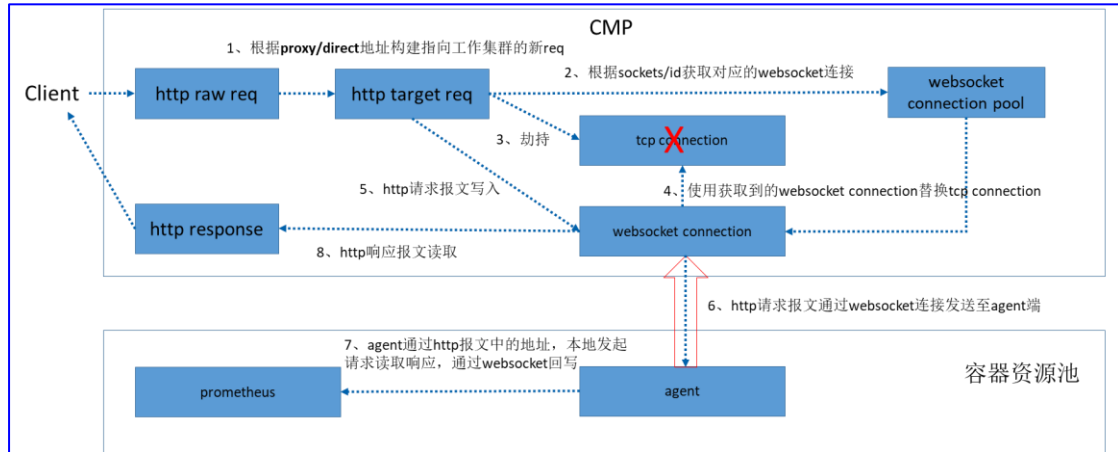 CMP
1、根据proxy/direct地址构建指向工作集群的新req
2、根据sockets/id获取对应的websocket连接
Client
http raw req
http target req
websocket
connection pool
3、劫持
tcp connection
X
5、http请求报文写入
4、使用获取到的websocket connection替换tcp connection
http response
websocket connection
8、http响应报文读取
6、http请求报文通过websocket连接发送至agent端
7、agent通过http报文中的地址，本地发起
请求读取响应，通过websocket回写
容器资源池
prometheus
agent